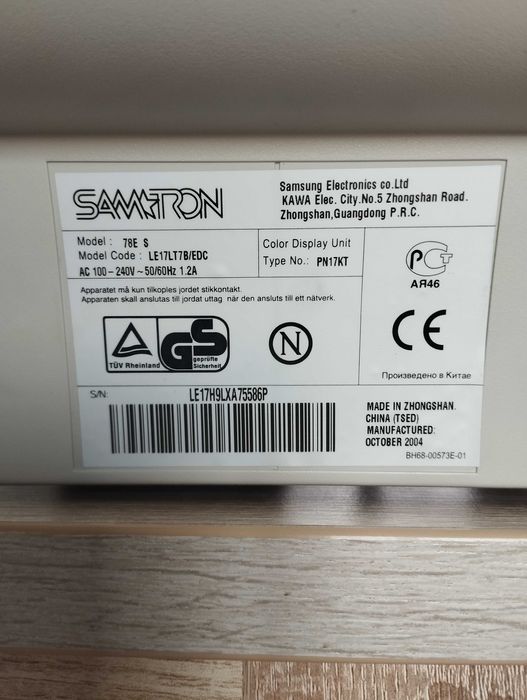 SAMTRON
Samsung Electronics co.Ltd
KAWA Elec. City.No.5 Zhongshan Road.
Zhongshan,Guangdong P.R.C.
Model : 78E S
Model Code : LE17LT7B/EDC
AC 100-240V~50/60Hz 1.2A
Color Display Unit
Type No.: PN17KT
Apparatet må kun tilkoples jordet stikkontakt.
Apparaten skall anslutas till jordat uttag när den ansluts till ett nätverk.
TÜV Rheinland
GS
geprüfte
Sicherheit
N
РСТ
АЯ46
CE
Произведено в Китае
S/N:
LE17H9LXA75586P
MADE IN ZHONGSHAN.
CHINA (TSED)
MANUFACTURED:
OCTOBER 2004
BH68-00573E-01